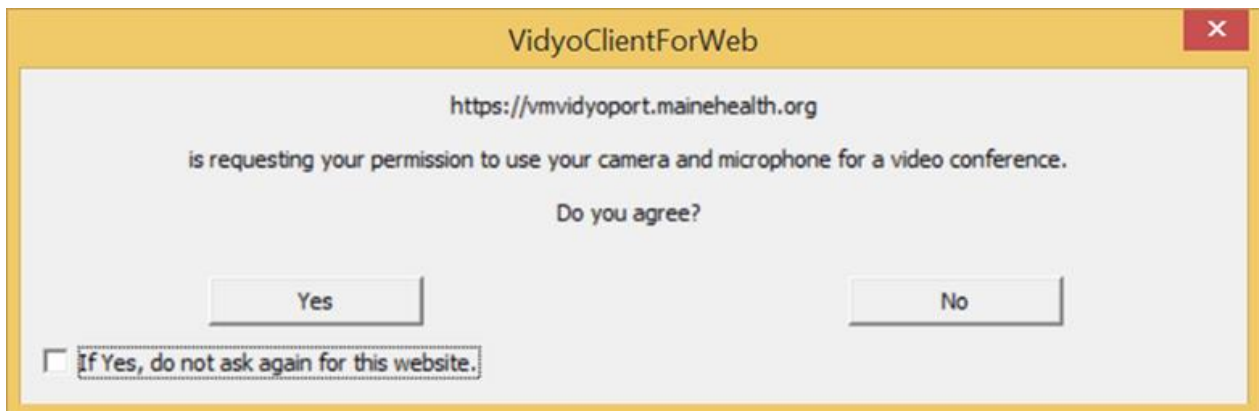 VidyoClientForWeb
https://vmvidyoport.mainehealth.org
is requesting your permission to use your camera and microphone for a video conference.
Do you agree?
Yes
No
If Yes, do not ask again for this website.